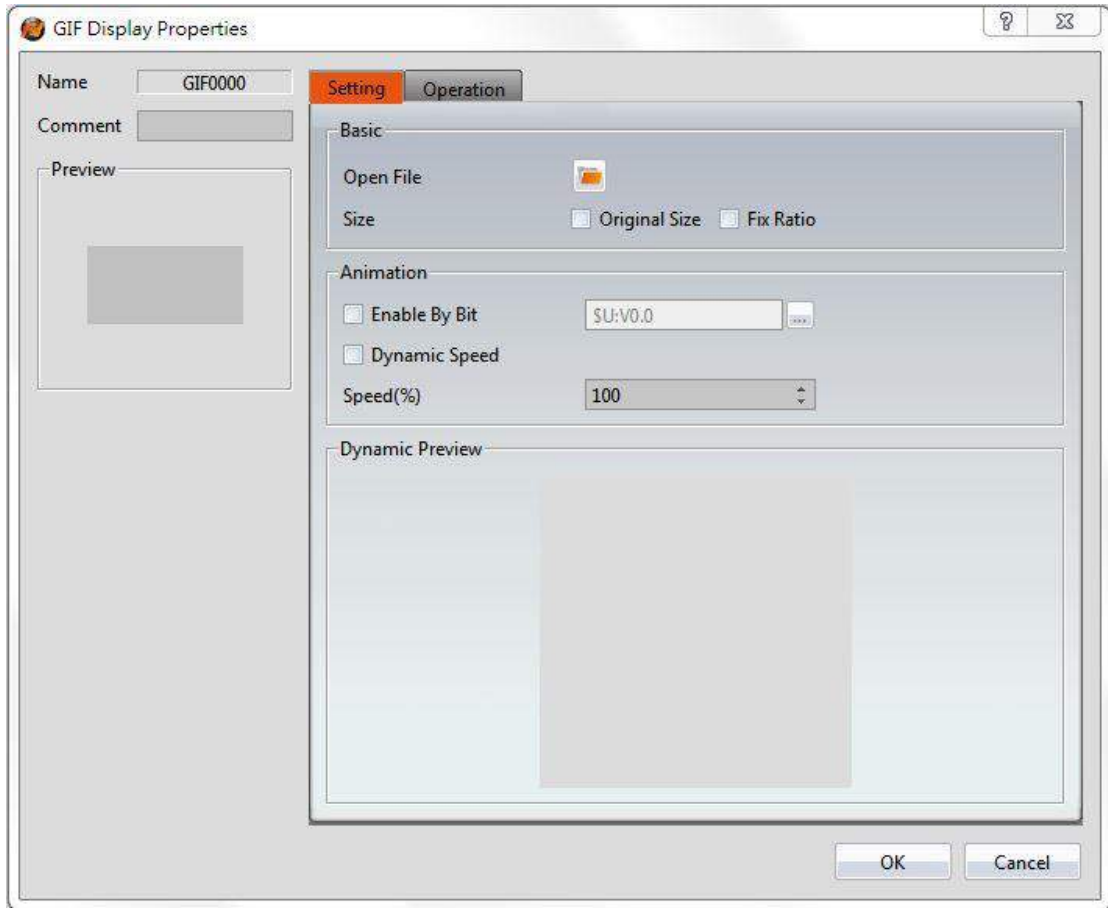 GIF Display Properties
Name GIF0000
Comment
Preview
Setting Operation
Basic
Open File
Size Original Size Fix Ratio
Animation
Enable By Bit $U:V0.0 ...
Dynamic Speed
Speed(%) 100
Dynamic Preview
OK Cancel